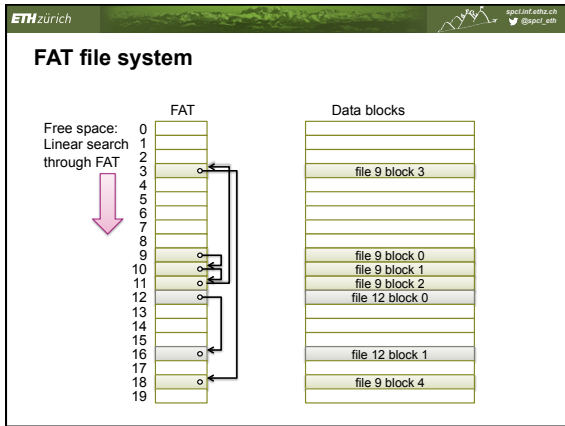 ETH zürich
spcl.inf.ethz.ch
@spcl_eth
FAT file system
FAT
Data blocks
Free space:
Linear search
through FAT
0
1
2
3 file 9 block 3
4
5
6
7
8
9 file 9 block 0
10 file 9 block 1
11 file 9 block 2
12 file 12 block 0
13
14
15
16 file 12 block 1
17
18 file 9 block 4
19